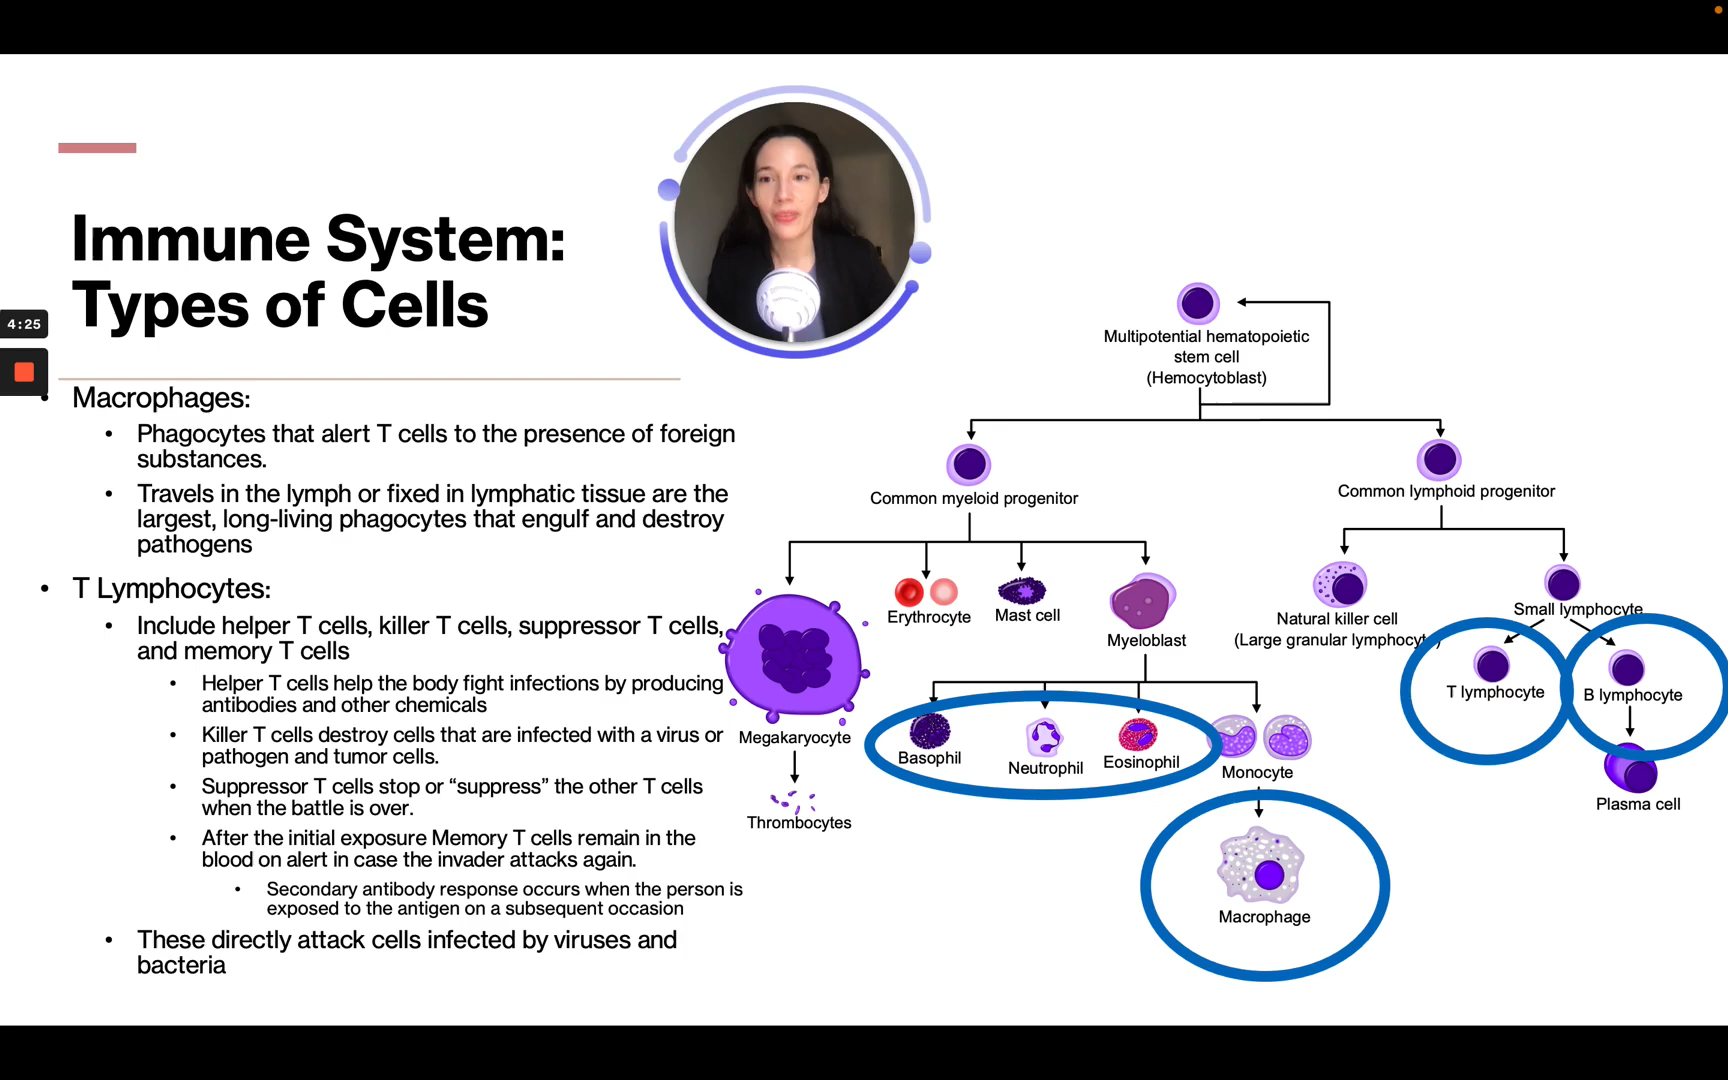 Immune System:
Types of Cells
4:25
• Macrophages:
• Phagocytes that alert T cells to the presence of foreign
substances.
• Travels in the lymph or fixed in lymphatic tissue are the
largest, long-living phagocytes that engulf and destroy
pathogens
• T Lymphocytes:
• Include helper T cells, killer T cells, suppressor T cells,
and memory T cells
• Helper T cells help the body fight infections by producing
antibodies and other chemicals
• Killer T cells destroy cells that are infected with a virus or
pathogen and tumor cells.
• Suppressor T cells stop or “suppress” the other T cells
when the battle is over.
• After the initial exposure Memory T cells remain in the
blood on alert in case the invader attacks again.
• Secondary antibody response occurs when the person is
exposed to the antigen on a subsequent occasion
• These directly attack cells infected by viruses and
bacteria
Multipotential hematopoietic
stem cell
(Hemocytoblast)
Common myeloid progenitor
Common lymphoid progenitor
Erythrocyte
Mast cell
Myeloblast
Natural killer cell
(Large granular lymphocyte)
Small lymphocyte
T lymphocyte
B lymphocyte
Megakaryocyte
Basophil
Neutrophil
Eosinophil
Monocyte
Plasma cell
Thrombocytes
Macrophage